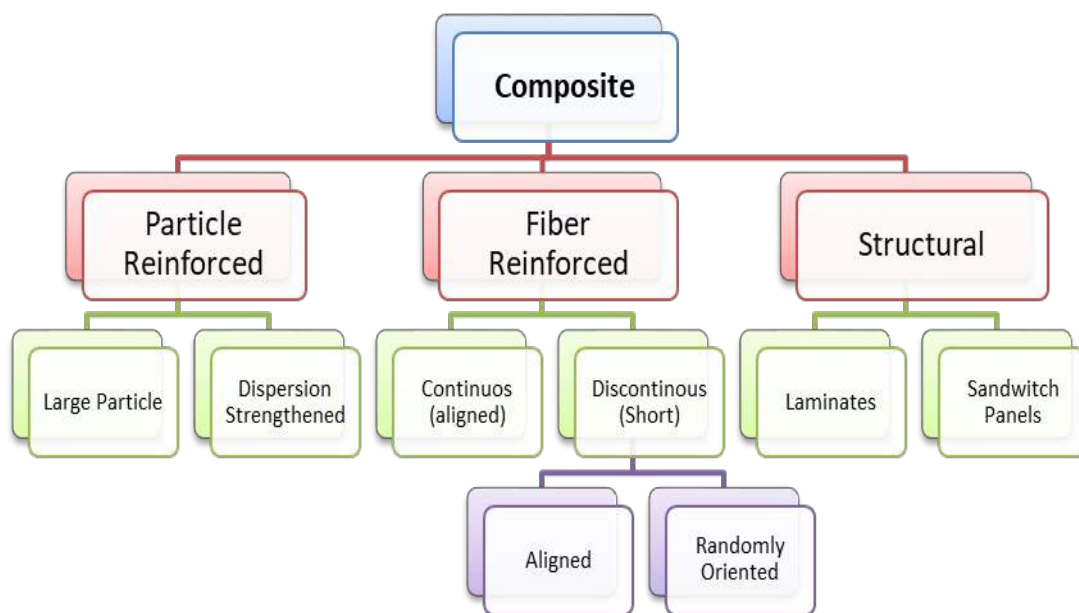 Composite
Particle
Reinforced
Fiber
Reinforced
Structural
Large Particle
Dispersion
Strengthened
Continuos
(aligned)
Discontinous
(Short)
Laminates
Sandwitch
Panels
Aligned
Randomly
Oriented